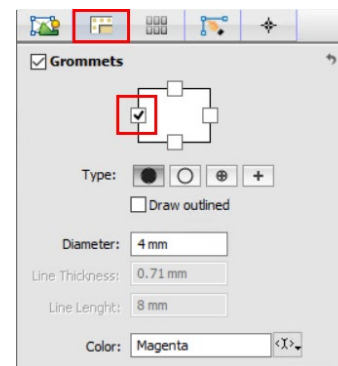 Grommets
Type:
Draw outlined
Diameter: 4 mm
Line Thickness: 0.71 mm
Line Lenght: 8 mm
Color: Magenta